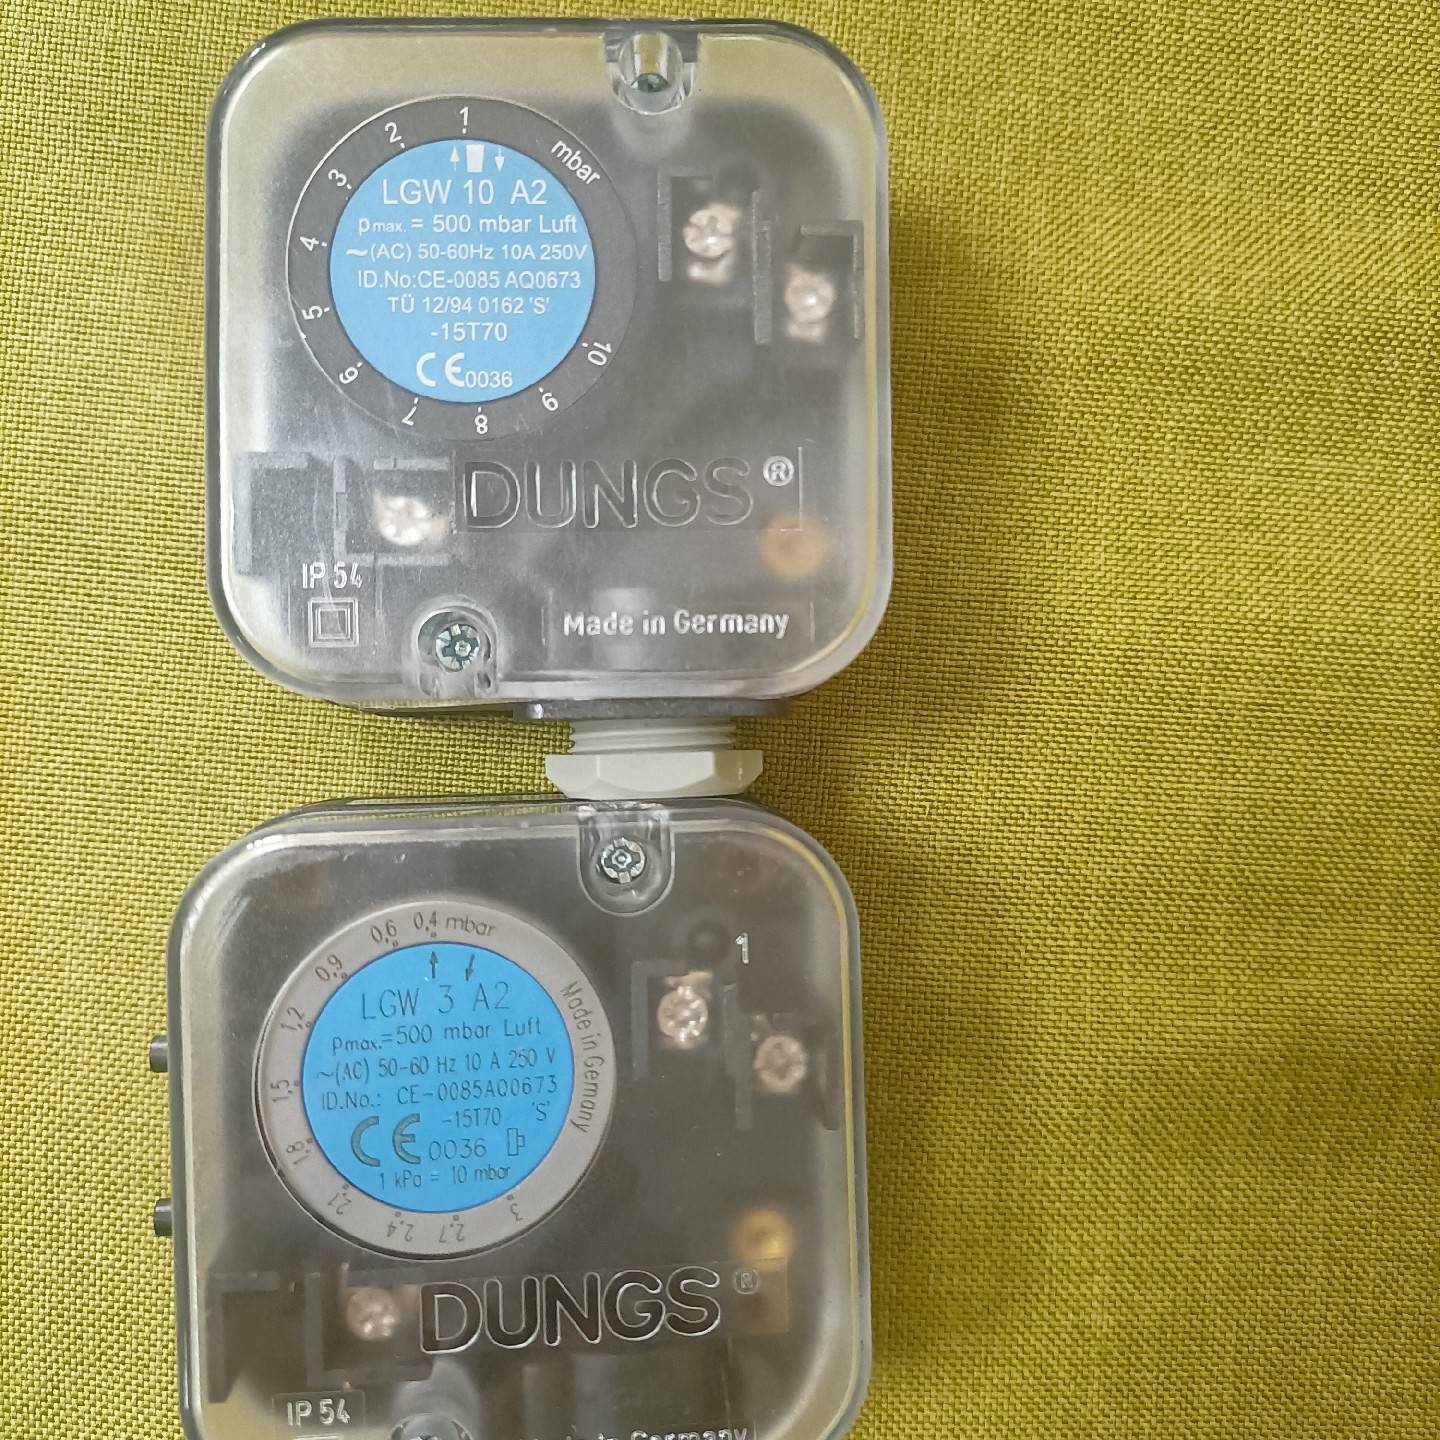 1
2
3
4
5
6
7
8
9
10
mbar
LGW 10 A2
pmax. = 500 mbar Luft
~(AC) 50-60Hz 10A 250V
ID.No:CE-0085 AQ0673
TÜ 12/94 0162 'S'
-15T70
CE0036
DUNGS®
IP 54
Made in Germany
0,4 mbar
0,6
0,9
1,2
1,5
1,8
2,1
2,4
2,7
3
Made in Germany
LGW 3 A2
pmax.=500 mbar Luft
~(AC) 50-60 Hz 10 A 250 V
ID.No.: CE-0085AQ0673
-15T70 'S'
CE 0036
1 kPa = 10 mbar
1
DUNGS®
IP 54
Made in Germany